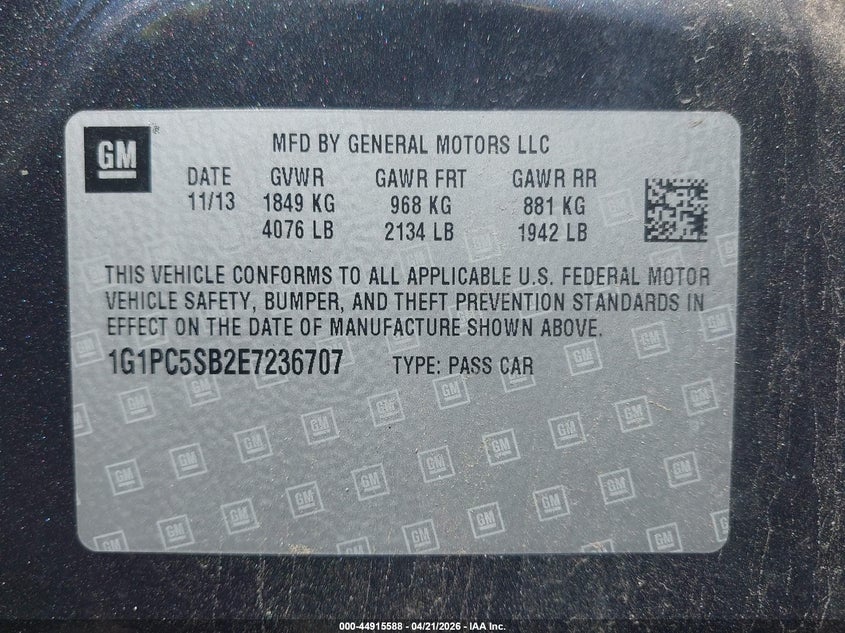 GM
MFD BY GENERAL MOTORS LLC
DATE GVWR GAWR FRT GAWR RR
11/13 1849 KG 968 KG 881 KG
4076 LB 2134 LB 1942 LB
THIS VEHICLE CONFORMS TO ALL APPLICABLE U.S. FEDERAL MOTOR
VEHICLE SAFETY, BUMPER, AND THEFT PREVENTION STANDARDS IN
EFFECT ON THE DATE OF MANUFACTURE SHOWN ABOVE.
1G1PC5SB2E7236707 TYPE: PASS CAR
000-44915588 - 04/21/2026 - IAA Inc.